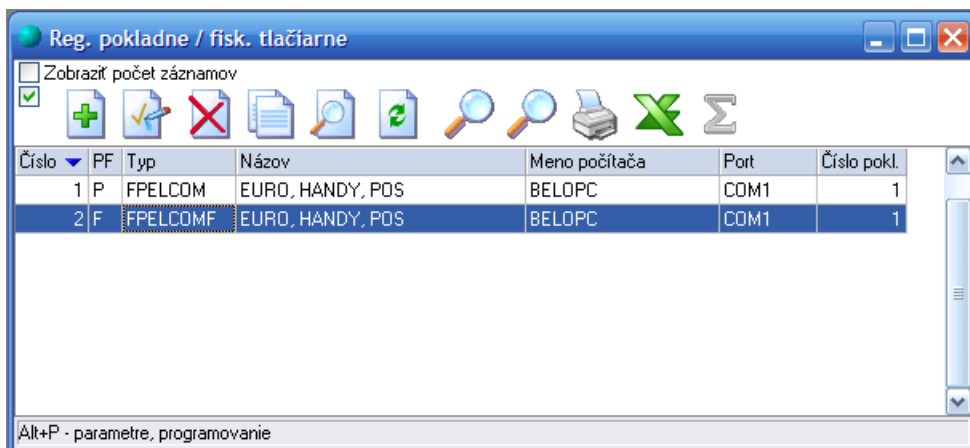 Reg. pokladne / fisk. tlačiarne
Zobraziť počet záznamov
Číslo PF Typ Názov Meno počítača Port Číslo pokl.
1 P FPELCOM EURO, HANDY, POS BELOPC COM1 1
2 F FPELCOMF EURO, HANDY, POS BELOPC COM1 1
Alt+P - parametre, programovanie